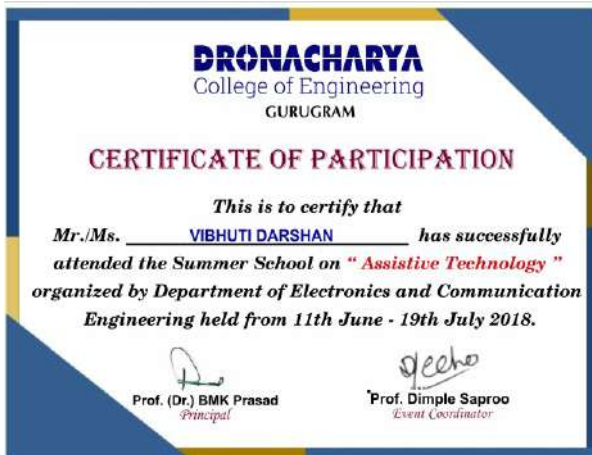 DRONACHARYA
College of Engineering
GURUGRAM
CERTIFICATE OF PARTICIPATION
This is to certify that
Mr./Ms. VIBHUTI DARSHAN has successfully
attended the Summer School on “ Assistive Technology ”
organized by Department of Electronics and Communication
Engineering held from 11th June - 19th July 2018.
Prof. (Dr.) BMK Prasad
Principal
Prof. Dimple Saproo
Event Coordinator